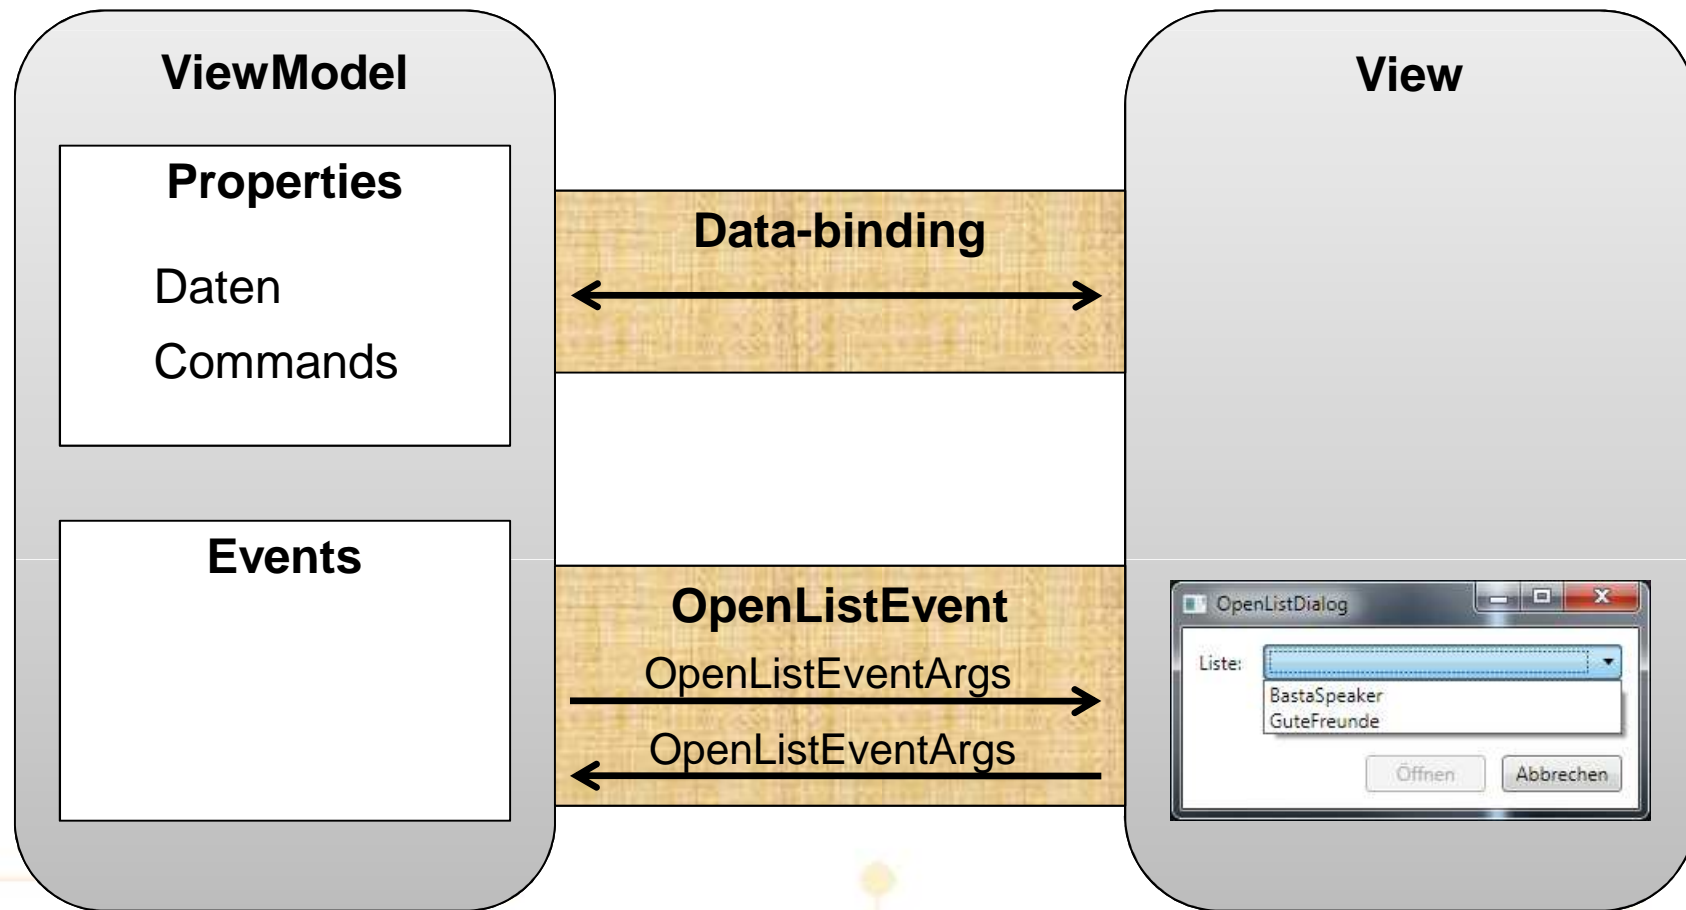 ViewModel
Properties
Daten
Commands
Events
Data-binding
OpenListEvent
OpenListEventArgs
OpenListEventArgs
View
OpenListDialog
Liste:
BastaSpeaker
GuteFreunde
Öffnen
Abbrechen